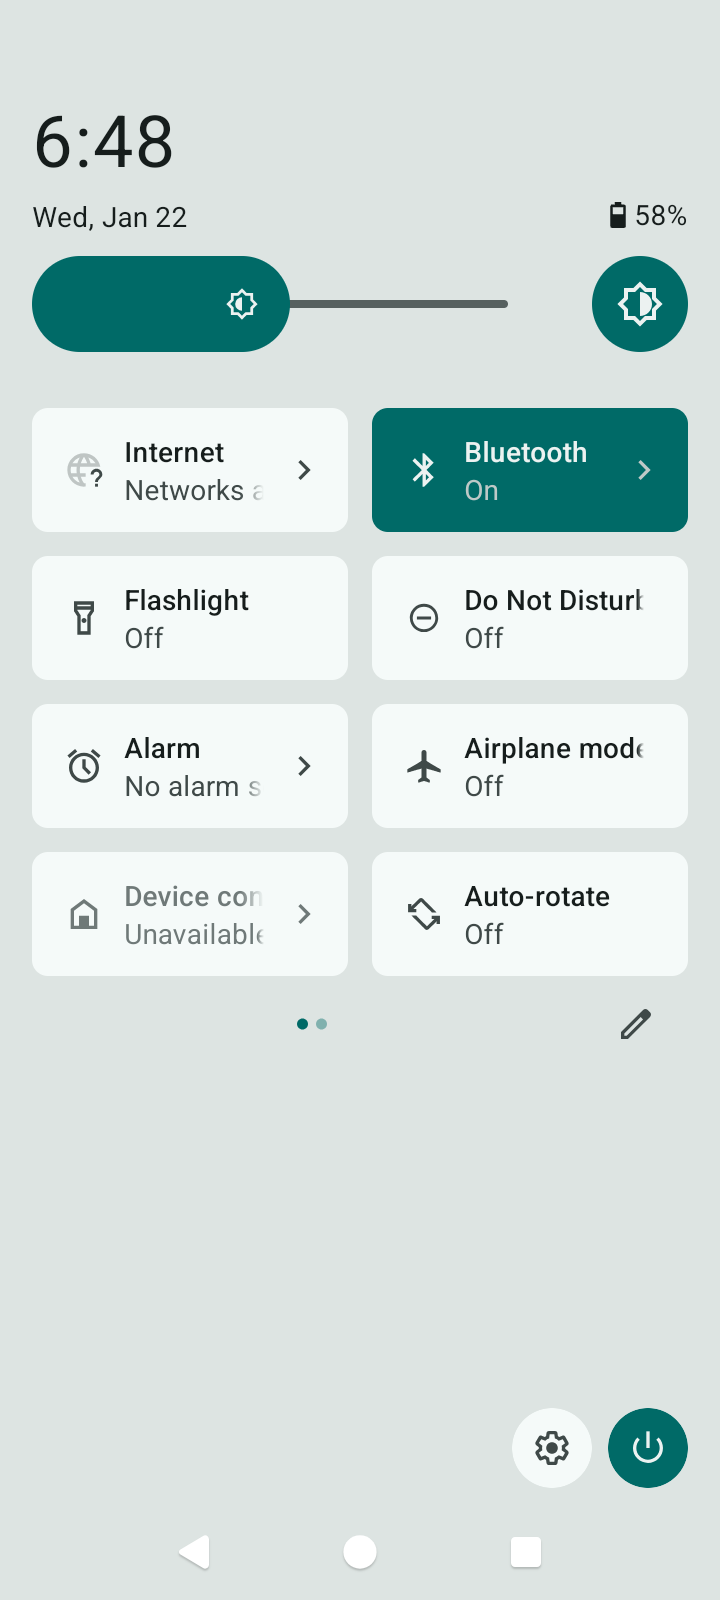 6:48
Wed, Jan 22
58%
Internet
Networks
Bluetooth
On
Flashlight
Off
Do Not Disturb
Off
Alarm
No alarm s
Airplane mode
Off
Device con
Unavailable
Auto-rotate
Off